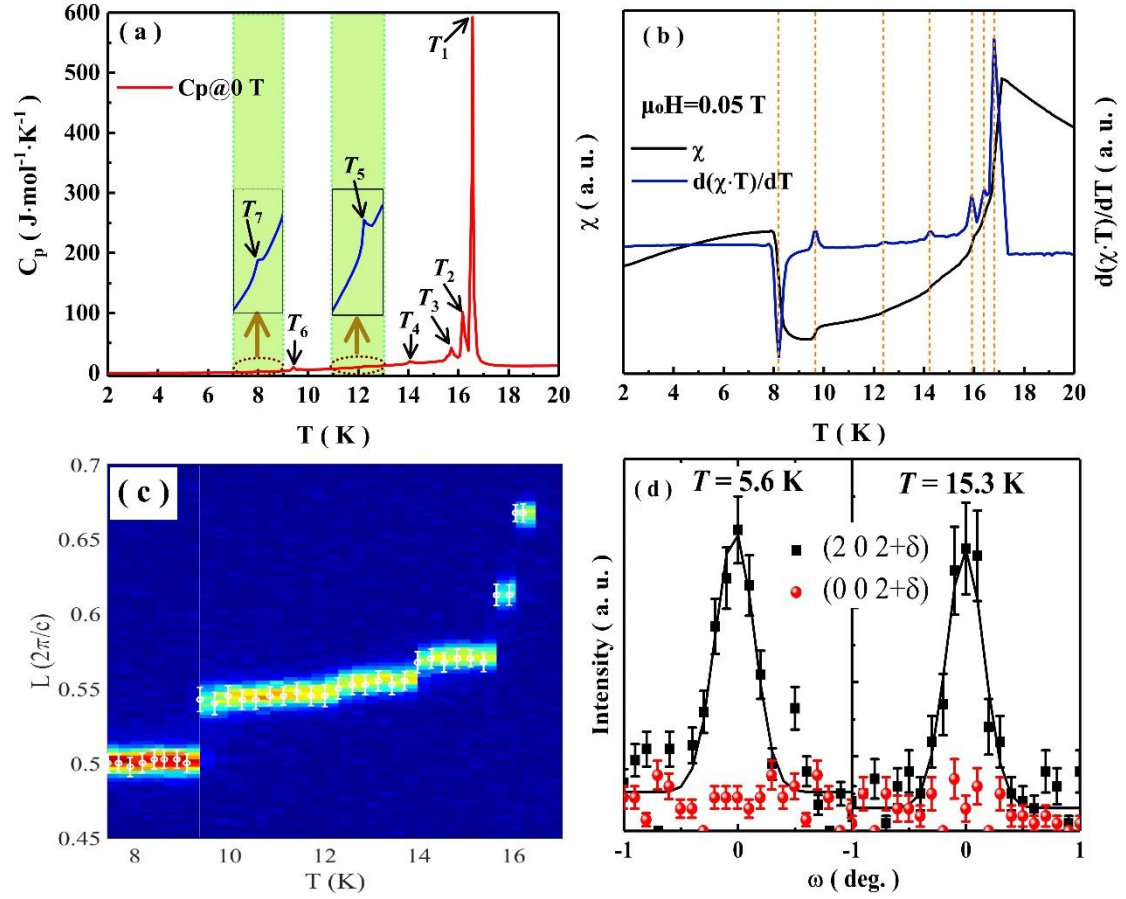 ( a )
600
500
400
300
200
100
0
Cₚ ( J·mol⁻¹·K⁻¹ )
Cp@0 T
T₁
T₂
T₃
T₄
T₅
T₆
T₇
2 4 6 8 10 12 14 16 18 20
T ( K )
( b )
μ₀H=0.05 T
χ
d(χ·T)/dT
χ ( a. u. )
d(χ·T)/dT ( a. u. )
2 4 6 8 10 12 14 16 18 20
T ( K )
( c )
0.7
0.65
0.6
0.55
0.5
0.45
L (2π/c)
8 10 12 14 16
T (K)
( d )
T = 5.6 K
T = 15.3 K
(2 0 2+δ)
(0 0 2+δ)
Intensity ( a. u. )
-1 0 -1 0 1
ω ( deg. )